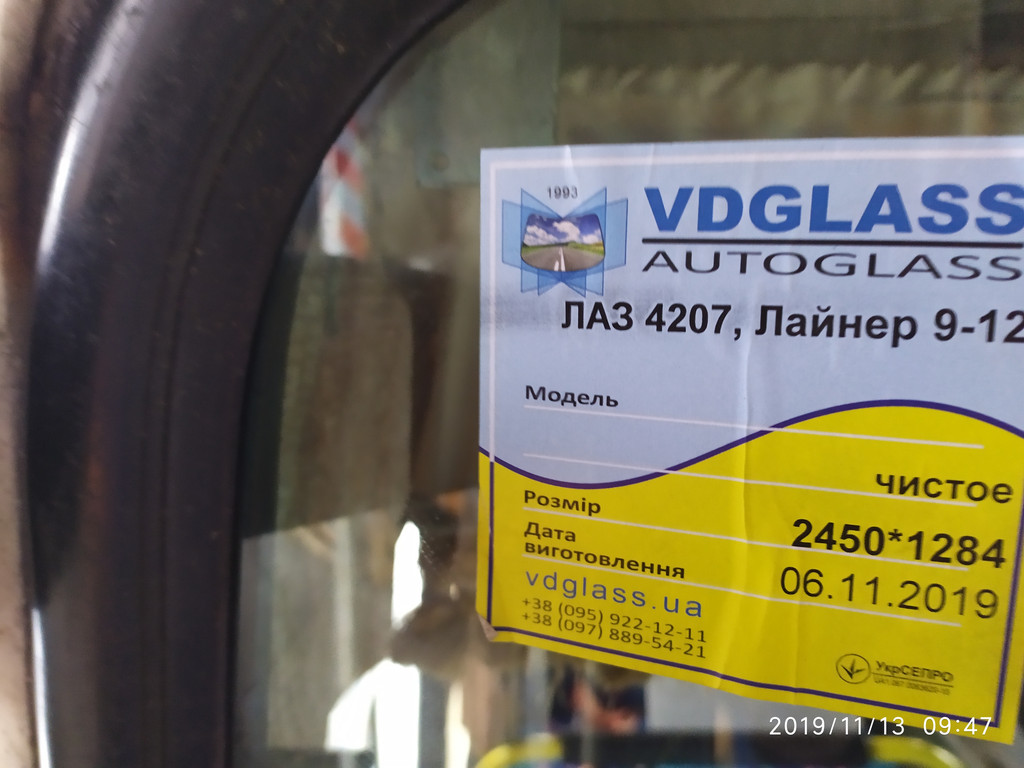 1993
VDGLASS
AUTOGLASS
ЛАЗ 4207, Лайнер 9-12
Модель
чистое
Розмір
2450*1284
Дата
виготовлення
06.11.2019
vdglass.ua
+38 (095) 922-12-11
+38 (097) 889-54-21
УкрСЕПРО
2019/11/13 09:47